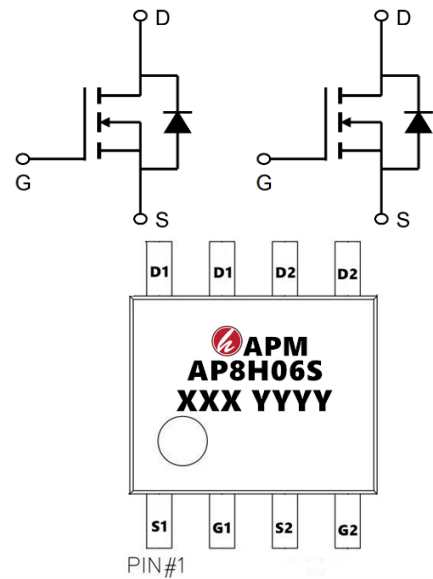 D D
G G
S S
D1 D1 D2 D2
h APM
AP8H06S
XXX YYYY
S1 G1 S2 G2
PIN#1